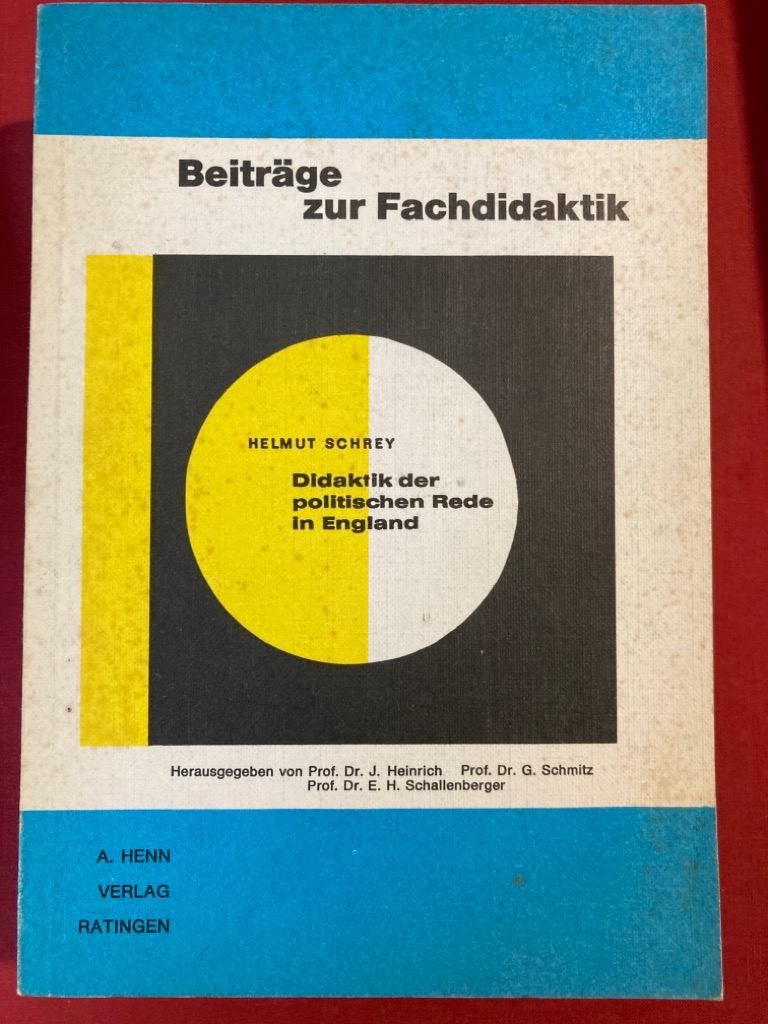 Beiträge
zur Fachdidaktik
HELMUT SCHREY
Didaktik der
politischen Rede
in England
Herausgegeben von Prof. Dr. J. Heinrich Prof. Dr. G. Schmitz
Prof. Dr. E. H. Schallenberger
A. HENN
VERLAG
RATINGEN